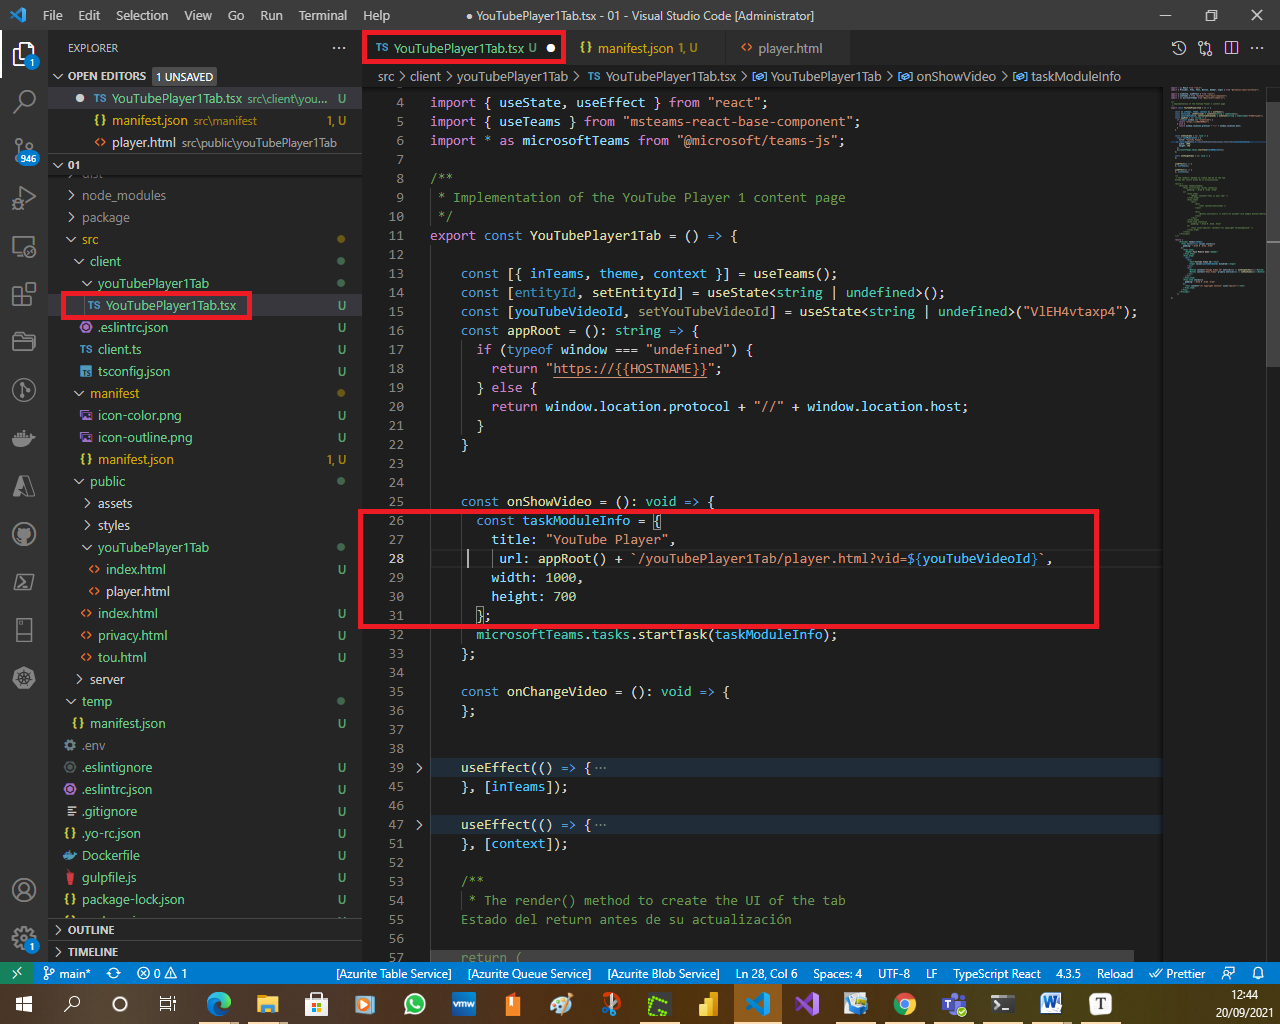 File Edit Selection View Go Run Terminal Help ● YouTubePlayer1Tab.tsx - 01 - Visual Studio Code [Administrator]
EXPLORER
TS YouTubePlayer1Tab.tsx U ●
{} manifest.json 1, U
<> player.html
OPEN EDITORS 1 UNSAVED
src > client > youTubePlayer1Tab > TS YouTubePlayer1Tab.tsx > YouTubePlayer1Tab > onShowVideo > taskModuleInfo
● TS YouTubePlayer1Tab.tsx src\client\you... U
{} manifest.json src\manifest 1, U
<> player.html src\public\youTubePlayer1Tab
01
dist
node_modules
package
src
client
youTubePlayer1Tab
TS YouTubePlayer1Tab.tsx U
.eslintrc.json U
TS client.ts U
tsconfig.json U
manifest
icon-color.png U
icon-outline.png U
{} manifest.json 1, U
public
assets
styles
youTubePlayer1Tab
<> index.html U
<> player.html
<> index.html U
<> privacy.html U
<> tou.html U
server
temp
{} manifest.json U
.env
.eslintignore U
.eslintrc.json U
.gitignore U
{} .yo-rc.json U
Dockerfile U
gulpfile.js U
{} package-lock.json U
OUTLINE
TIMELINE
1
946
1
4 import { useState, useEffect } from "react";
5 import { useTeams } from "msteams-react-base-component";
6 import * as microsoftTeams from "@microsoft/teams-js";
7
8 /**
9 * Implementation of the YouTube Player 1 content page
10 */
11 export const YouTubePlayer1Tab = () => {
12
13 const [{ inTeams, theme, context }] = useTeams();
14 const [entityId, setEntityId] = useState<string | undefined>();
15 const [youTubeVideoId, setYouTubeVideoId] = useState<string | undefined>("VlEH4vtaxp4");
16 const appRoot = (): string => {
17 if (typeof window === "undefined") {
18 return "https://{{HOSTNAME}}";
19 } else {
20 return window.location.protocol + "//" + window.location.host;
21 }
22 }
23
24
25 const onShowVideo = (): void => {
26 const taskModuleInfo = {
27 title: "YouTube Player",
28 url: appRoot() + `/youTubePlayer1Tab/player.html?vid=${youTubeVideoId}`,
29 width: 1000,
30 height: 700
31 };
32 microsoftTeams.tasks.startTask(taskModuleInfo);
33 };
34
35 const onChangeVideo = (): void => {
36 };
37
38
39 useEffect(() => { ...
45 }, [inTeams]);
46
47 useEffect(() => { ...
51 }, [context]);
52
53 /**
54 * The render() method to create the UI of the tab
55 Estado del return antes de su actualización
56
57 return (
main* 0 1 [Azurite Table Service] [Azurite Queue Service] [Azurite Blob Service] Ln 28, Col 6 Spaces: 4 UTF-8 LF TypeScript React 4.3.5 Reload Prettier
vmw
T
12:44
20/09/2021